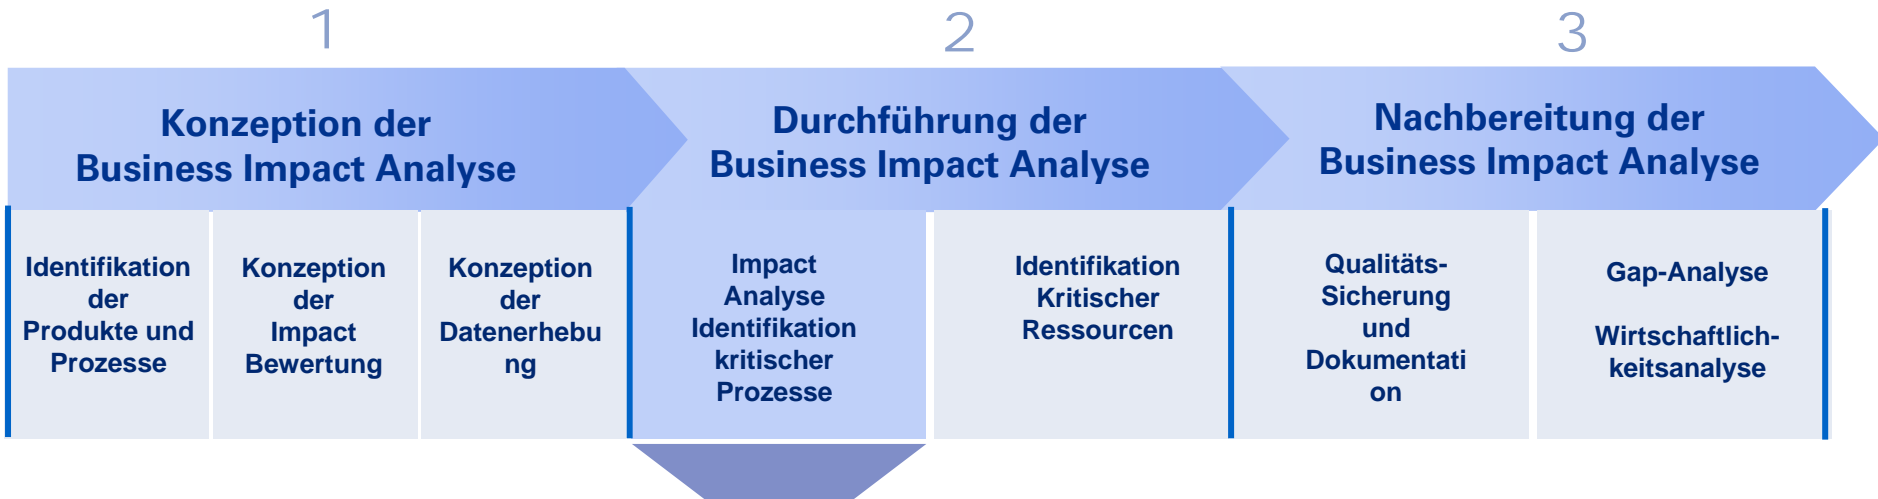 1
2
3
Konzeption der
Business Impact Analyse
Durchführung der
Business Impact Analyse
Nachbereitung der
Business Impact Analyse
Identifikation
der
Produkte und
Prozesse
Konzeption
der
Impact
Bewertung
Konzeption
der
Datenerhebu
ng
Impact
Analyse
Identifikation
kritischer
Prozesse
Identifikation
Kritischer
Ressourcen
Qualitäts-
Sicherung
und
Dokumentati
on
Gap-Analyse
Wirtschaftlich-
keitsanalyse